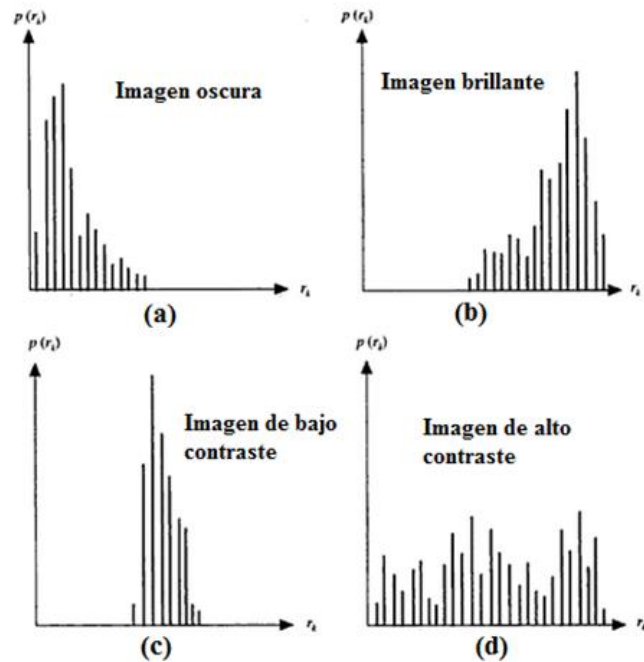 p (rₖ)
Imagen oscura
rₖ
(a)
p (rₖ)
Imagen brillante
rₖ
(b)
p (rₖ)
Imagen de bajo
contraste
rₖ
(c)
p (rₖ)
Imagen de alto
contraste
rₖ
(d)